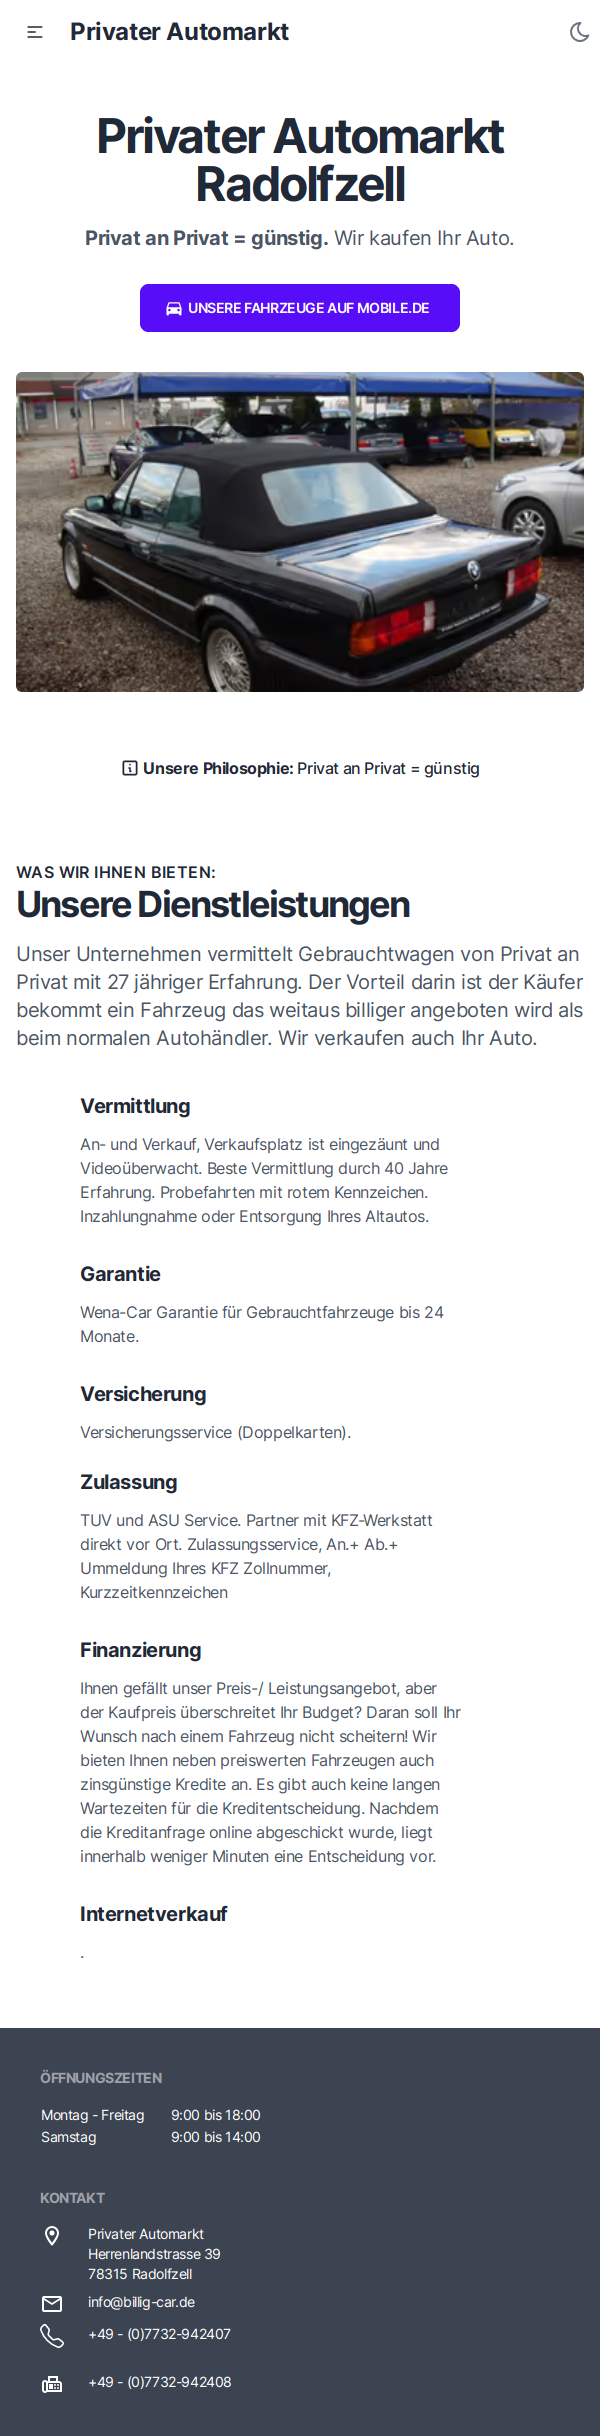 Privater Automarkt
Privater Automarkt
Radolfzell
Privat an Privat = günstig. Wir kaufen Ihr Auto.
UNSERE FAHRZEUGE AUF MOBILE.DE
Unsere Philosophie: Privat an Privat = günstig
WAS WIR IHNEN BIETEN:
Unsere Dienstleistungen
Unser Unternehmen vermittelt Gebrauchtwagen von Privat an
Privat mit 27 jähriger Erfahrung. Der Vorteil darin ist der Käufer
bekommt ein Fahrzeug das weitaus billiger angeboten wird als
beim normalen Autohändler. Wir verkaufen auch Ihr Auto.
Vermittlung
An- und Verkauf, Verkaufsplatz ist eingezäunt und
Videoüberwacht. Beste Vermittlung durch 40 Jahre
Erfahrung. Probefahrten mit rotem Kennzeichen.
Inzahlungnahme oder Entsorgung Ihres Altautos.
Garantie
Wena-Car Garantie für Gebrauchtfahrzeuge bis 24
Monate.
Versicherung
Versicherungsservice (Doppelkarten).
Zulassung
TUV und ASU Service. Partner mit KFZ-Werkstatt
direkt vor Ort. Zulassungsservice, An.+ Ab.+
Ummeldung Ihres KFZ Zollnummer,
Kurzzeitkennzeichen
Finanzierung
Ihnen gefällt unser Preis-/ Leistungsangebot, aber
der Kaufpreis überschreitet Ihr Budget? Daran soll Ihr
Wunsch nach einem Fahrzeug nicht scheitern! Wir
bieten Ihnen neben preiswerten Fahrzeugen auch
zinsgünstige Kredite an. Es gibt auch keine langen
Wartezeiten für die Kreditentscheidung. Nachdem
die Kreditanfrage online abgeschickt wurde, liegt
innerhalb weniger Minuten eine Entscheidung vor.
Internetverkauf
.
ÖFFNUNGSZEITEN
Montag - Freitag 9:00 bis 18:00
Samstag 9:00 bis 14:00
KONTAKT
Privater Automarkt
Herrenlandstrasse 39
78315 Radolfzell
info@billig-car.de
+49 - (0)7732-942407
+49 - (0)7732-942408